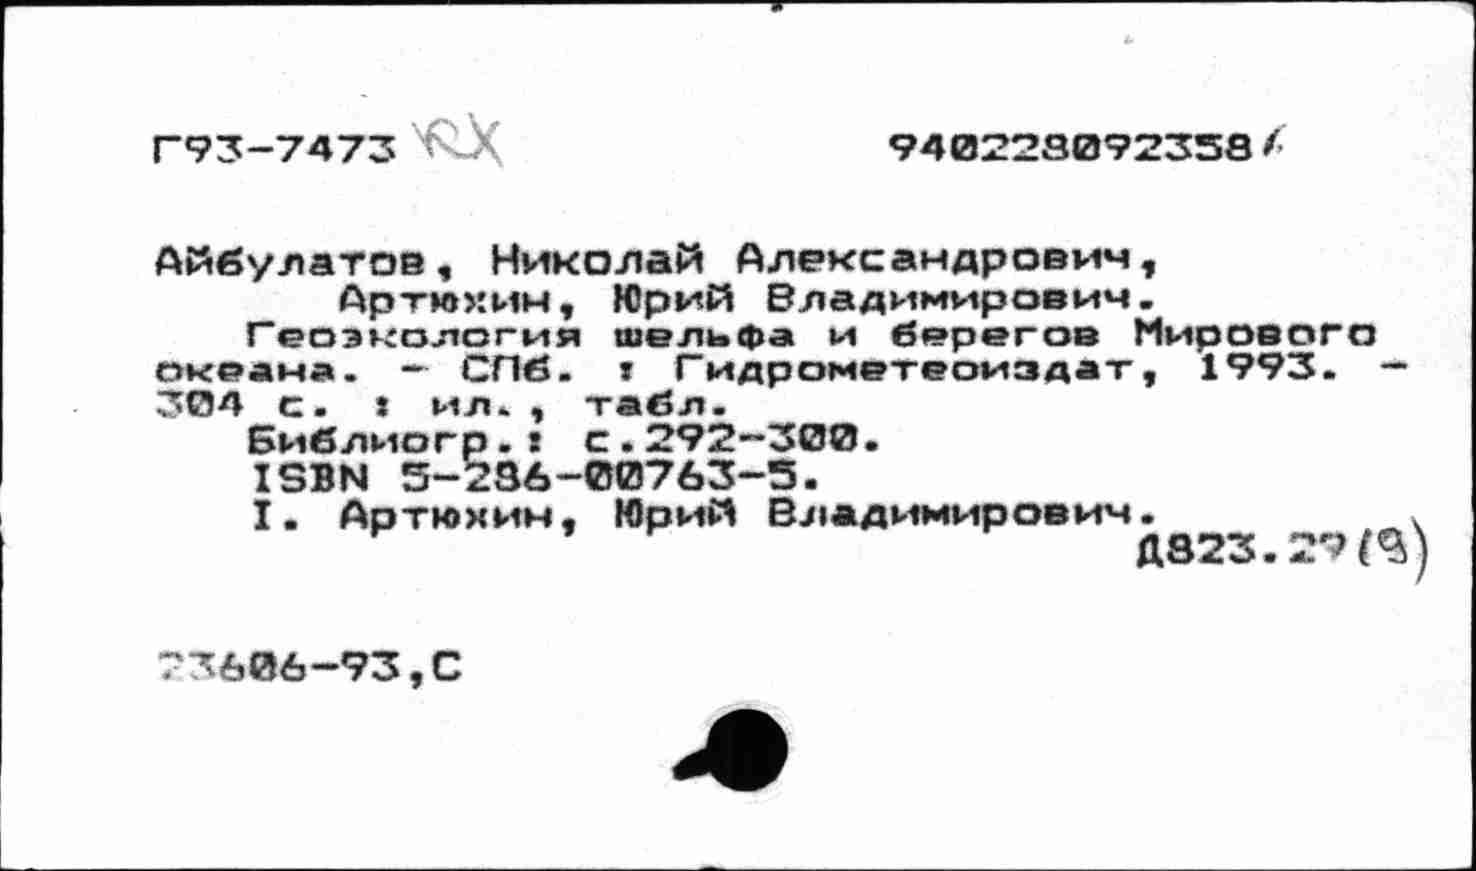 Г93-7473 RX 940228092358
Айбулатов, Николай Александрович,
Артюхин, Юрий Владимирович.
Геоэкология шельфа и берегов Мирового
океана. - СПб. : Гидрометеоиздат, 1993. -
304 с. : ил., табл.
Библиогр.: с.292-300.
ISBN 5-286-00763-5.
I. Артюхин, Юрий Владимирович.
Д823.29(9)
23606-93,С